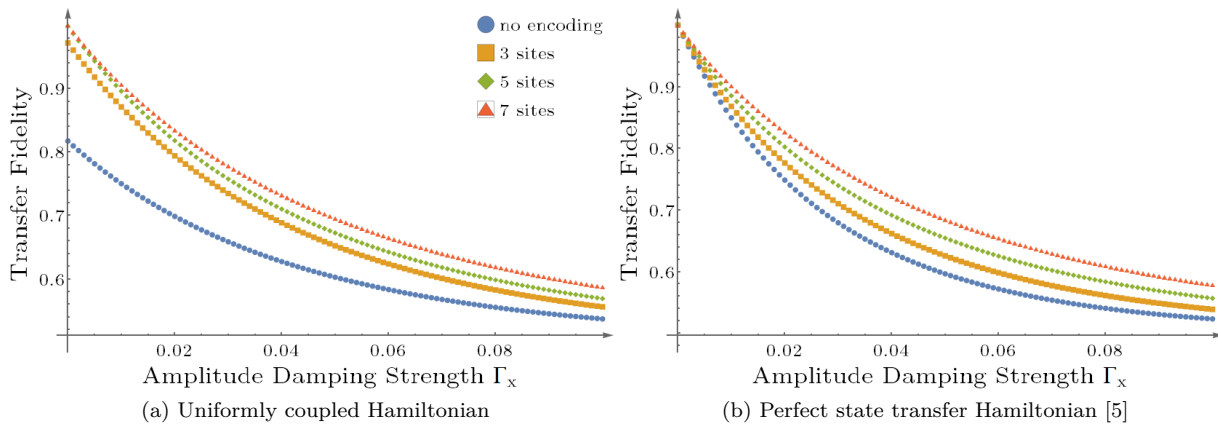 no encoding
3 sites
5 sites
7 sites
Transfer Fidelity
0.9
0.8
0.7
0.6
0.02 0.04 0.06 0.08
Amplitude Damping Strength Γx
(a) Uniformly coupled Hamiltonian
Transfer Fidelity
0.9
0.8
0.7
0.6
0.02 0.04 0.06 0.08
Amplitude Damping Strength Γx
(b) Perfect state transfer Hamiltonian [5]